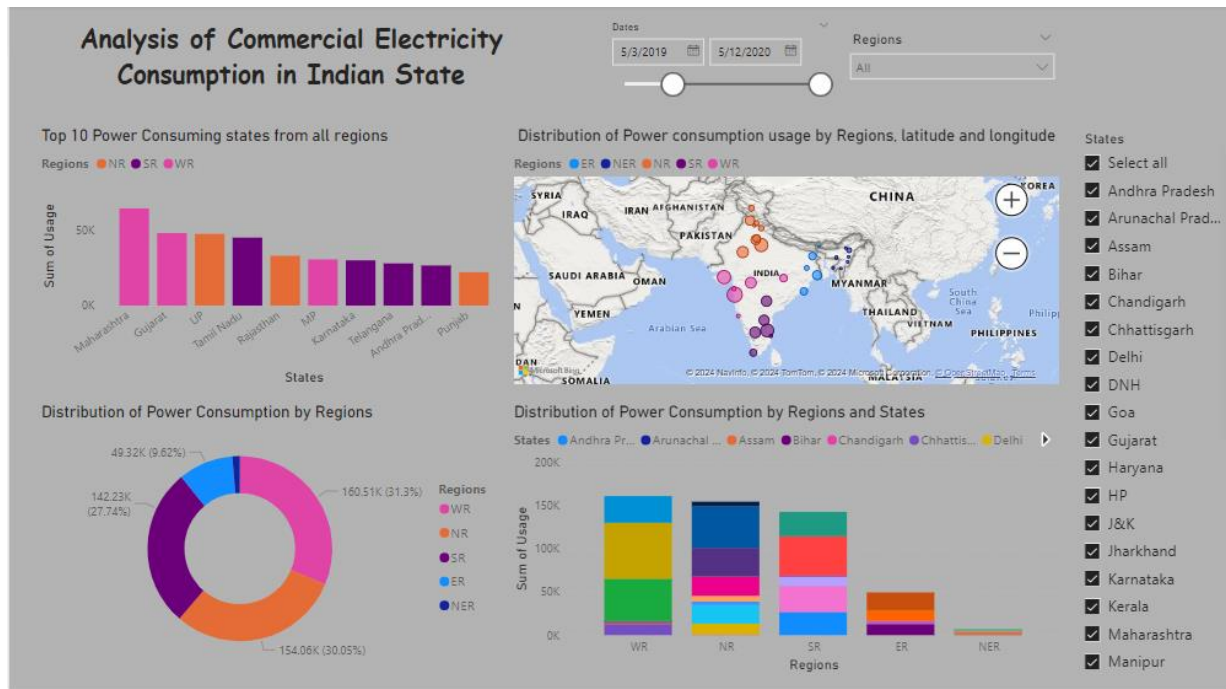 Analysis of Commercial Electricity
Consumption in Indian State
Dates
5/3/2019
5/12/2020
Regions
All
Top 10 Power Consuming states from all regions
Regions NR SR WR
Sum of Usage
50K
0K
Maharashtra
Gujarat
UP
Tamil Nadu
Rajasthan
MP
Karnataka
Telangana
Andhra Prad...
Punjab
States
Distribution of Power consumption usage by Regions, latitude and longitude
Regions ER NER NR SR WR
SYRIA
IRAQ
IRAN
AFGHANISTAN
PAKISTAN
CHINA
KOREA
SAUDI ARABIA
OMAN
INDIA
MYANMAR
YEMEN
Arabian Sea
THAILAND
VIETNAM
South
China
Sea
PHILIPPINES
Philipp
SOMALIA
MALAYSIA
Microsoft Bing
© 2024 NavInfo, © 2024 TomTom, © 2024 Microsoft Corporation, © OpenStreetMap Terms
States
Select all
Andhra Pradesh
Arunachal Prad...
Assam
Bihar
Chandigarh
Chhattisgarh
Delhi
DNH
Goa
Gujarat
Haryana
HP
J&K
Jharkhand
Karnataka
Kerala
Maharashtra
Manipur
Distribution of Power Consumption by Regions
49.32K (9.62%)
142.23K
(27.74%)
160.51K (31.3%)
154.06K (30.05%)
Regions
WR
NR
SR
ER
NER
Distribution of Power Consumption by Regions and States
States Andhra Pr... Arunachal ... Assam Bihar Chandigarh Chhattis... Delhi
Sum of Usage
200K
150K
100K
50K
0K
WR
NR
SR
ER
NER
Regions